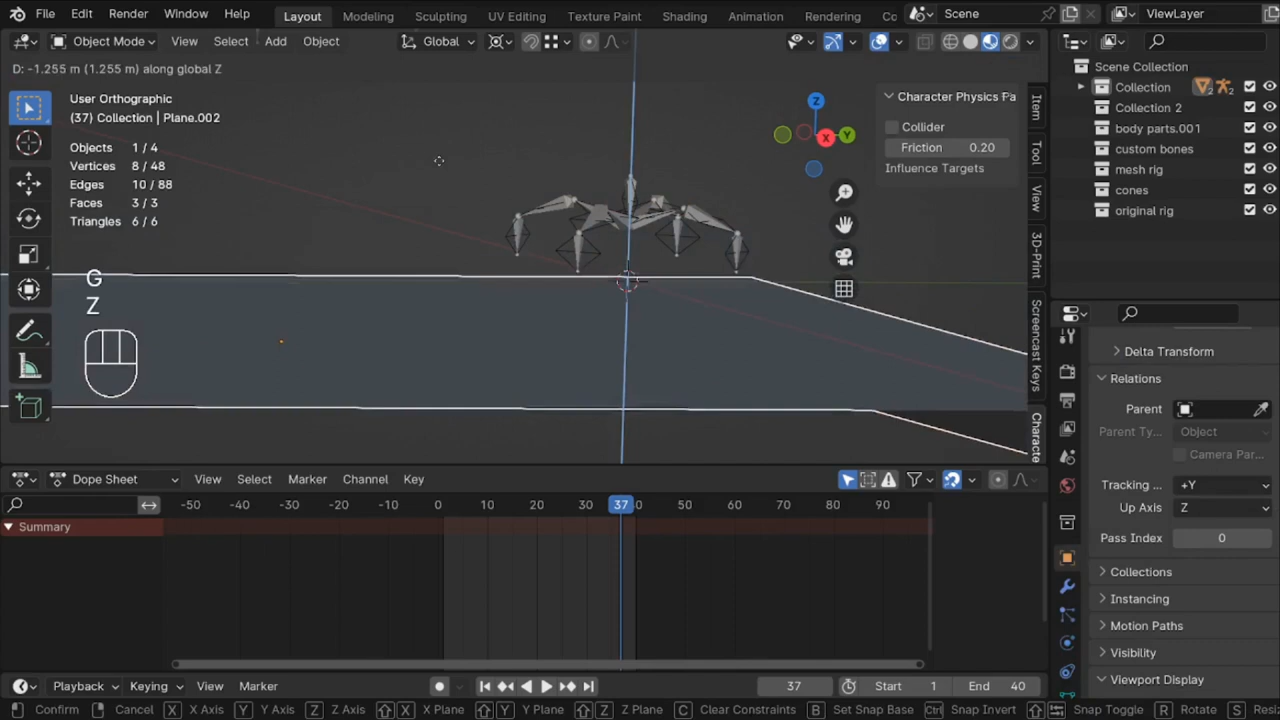 File Edit Render Window Help Layout Modeling Sculpting UV Editing Texture Paint Shading Animation Rendering Co Scene ViewLayer
Object Mode View Select Add Object Global
D: -1.255 m (1.255 m) along global Z
User Orthographic
(37) Collection | Plane.002
Objects 1 / 4
Vertices 8 / 48
Edges 10 / 88
Faces 3 / 3
Triangles 6 / 6
G
Z
Z
X
Y
Character Physics Pa
Collider
Friction 0.20
Influence Targets
Item
Tool
View
3D-Print
Screencast Keys
Characte
Scene Collection
Collection 2 2
Collection 2
body parts.001
custom bones
mesh rig
cones
original rig
Delta Transform
Relations
Parent
Parent Ty... Object
Camera Par...
Tracking ... +Y
Up Axis Z
Pass Index 0
Collections
Instancing
Motion Paths
Visibility
Viewport Display
Dope Sheet View Select Marker Channel Key
-50 -40 -30 -20 -10 0 10 20 30 37 0 50 60 70 80 90
Summary
Playback Keying View Marker 37 Start 1 End 40
Confirm Cancel X X Axis Y Y Axis Z Z Axis X X Plane Y Y Plane Z Z Plane C Clear Constraints B Set Snap Base Ctrl Snap Invert Snap Toggle G Move R Rotate S Resiz